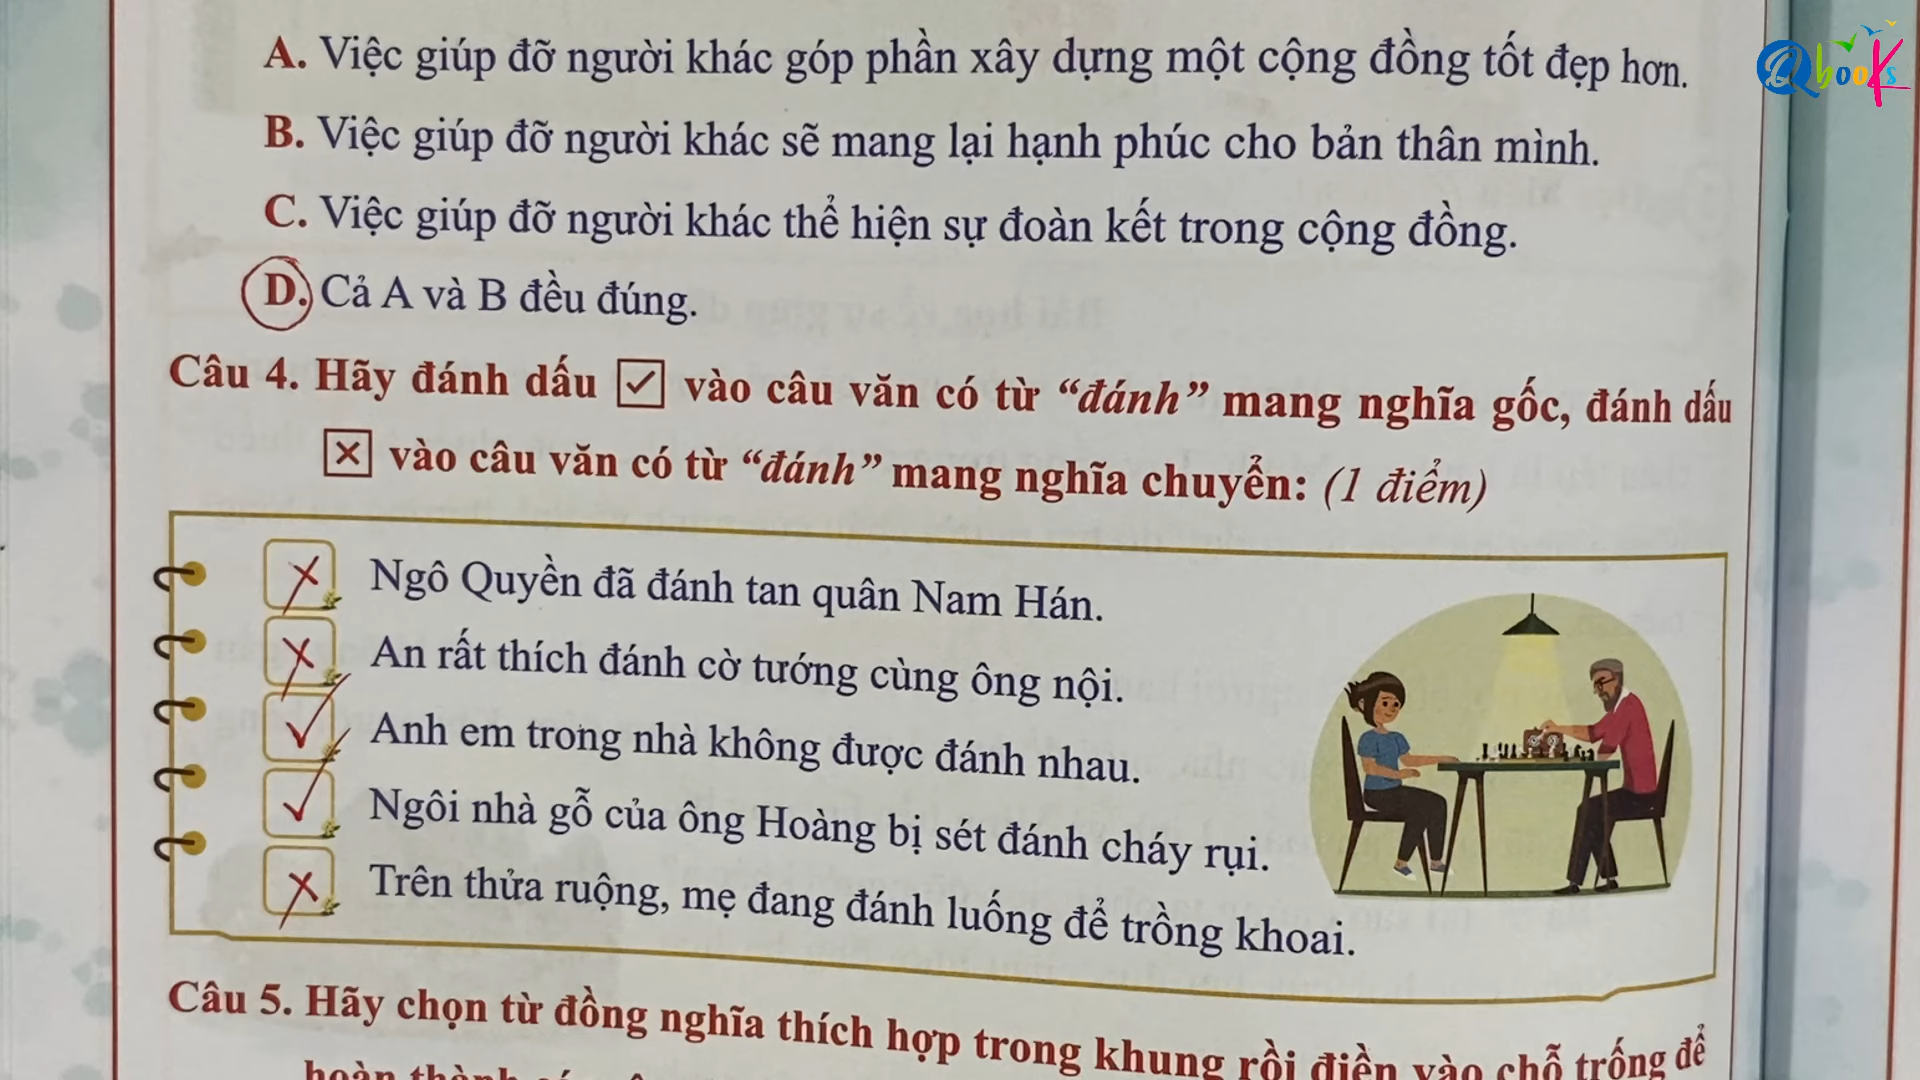 Qbooks
A. Việc giúp đỡ người khác góp phần xây dựng một cộng đồng tốt đẹp hơn.
B. Việc giúp đỡ người khác sẽ mang lại hạnh phúc cho bản thân mình.
C. Việc giúp đỡ người khác thể hiện sự đoàn kết trong cộng đồng.
D. Cả A và B đều đúng.
Câu 4. Hãy đánh dấu ☑ vào câu văn có từ “đánh” mang nghĩa gốc, đánh dấu
☒ vào câu văn có từ “đánh” mang nghĩa chuyển: (1 điểm)
Ngô Quyền đã đánh tan quân Nam Hán.
An rất thích đánh cờ tướng cùng ông nội.
Anh em trong nhà không được đánh nhau.
Ngôi nhà gỗ của ông Hoàng bị sét đánh cháy rụi.
Trên thửa ruộng, mẹ đang đánh luống để trồng khoai.
Câu 5. Hãy chọn từ đồng nghĩa thích hợp trong khung rồi điền vào chỗ trống để
hoàn thành